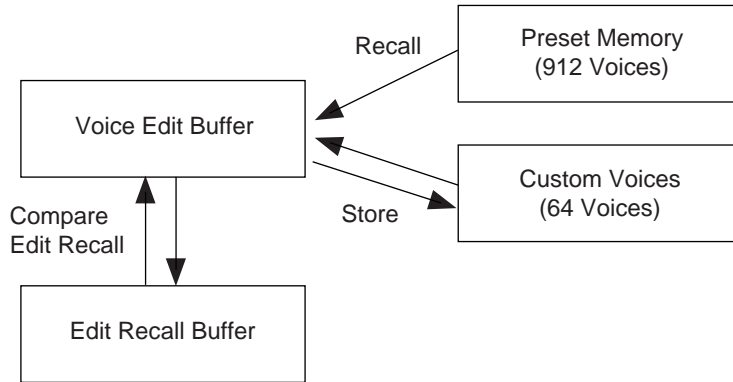 Recall
Preset Memory
(912 Voices)
Voice Edit Buffer
Custom Voices
(64 Voices)
Store
Compare
Edit Recall
Edit Recall Buffer